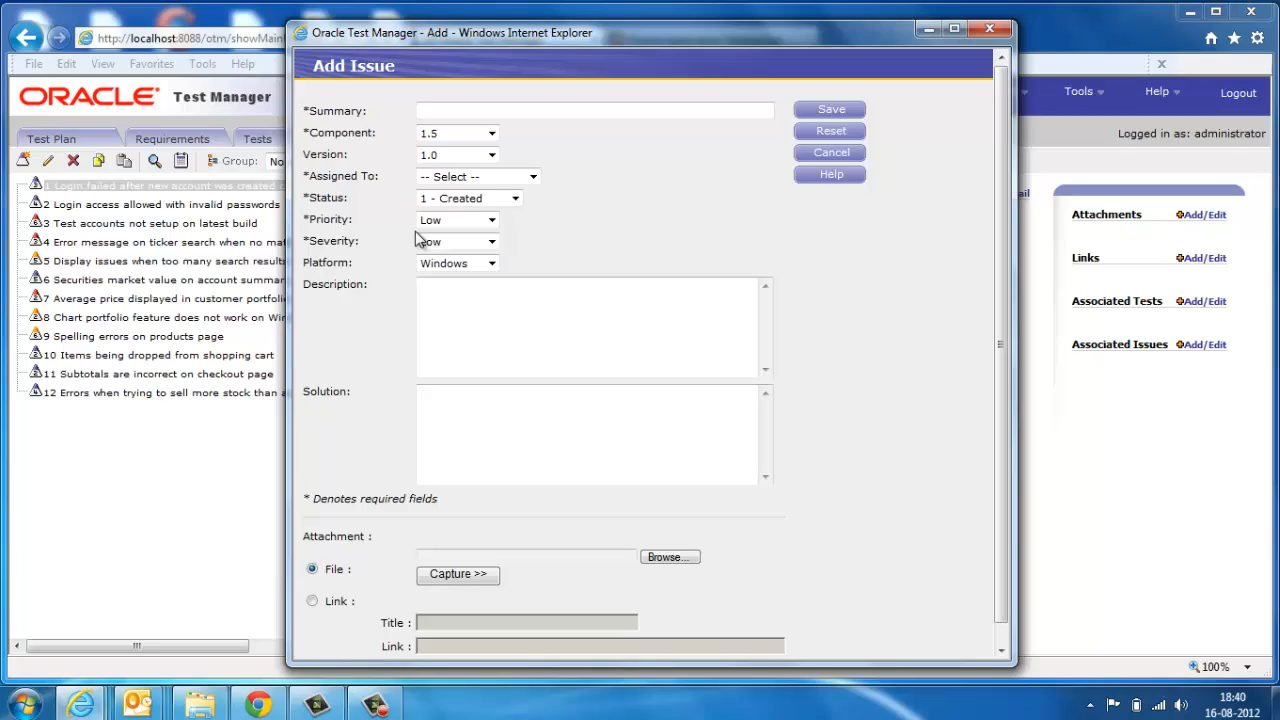 http://localhost:8088/otm/showMain
File Edit View Favorites Tools Help
ORACLE Test Manager
Tools Help Logout
Logged in as: administrator
Test Plan Requirements Tests
Group: No
1 Login failed after new account was created
2 Login access allowed with invalid passwords
3 Test accounts not setup on latest build
4 Error message on ticker search when no mat
5 Display issues when too many search results
6 Securities market value on account summar
7 Average price displayed in customer portfolio
8 Chart portfolio feature does not work on Win
9 Spelling errors on products page
10 Items being dropped from shopping cart
11 Subtotals are incorrect on checkout page
12 Errors when trying to sell more stock than a
Oracle Test Manager - Add - Windows Internet Explorer
Add Issue
*Summary:
Save
*Component: 1.5
Reset
Version: 1.0
Cancel
*Assigned To: -- Select --
Help
*Status: 1 - Created
*Priority: Low
*Severity: Low
Platform: Windows
Description:
Solution:
* Denotes required fields
Attachment :
Browse...
File :
Capture >>
Link :
Title :
Link :
ail
Attachments Add/Edit
Links Add/Edit
Associated Tests Add/Edit
Associated Issues Add/Edit
100%
18:40
16-08-2012